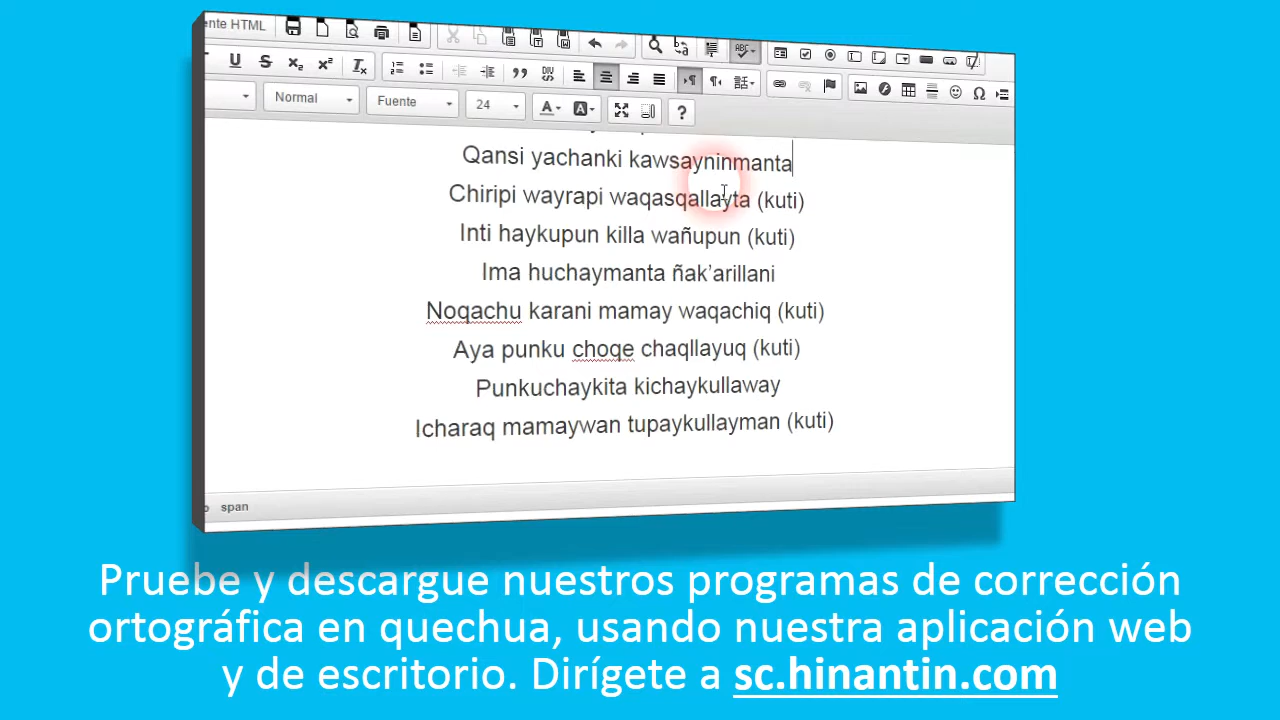 ente HTML
Normal Fuente 24
Qansi yachanki kawsayninmanta
Chiripi wayrapi waqasqallayta (kuti)
Inti haykupun killa wañupun (kuti)
Ima huchaymanta ñak’arillani
Noqachu karani mamay waqachiq (kuti)
Aya punku choqe chaqllayuq (kuti)
Punkuchaykita kichaykullaway
Icharaq mamaywan tupaykullayman (kuti)
span
Pruebe y descargue nuestros programas de corrección
ortográfica en quechua, usando nuestra aplicación web
y de escritorio. Dirígete a sc.hinantin.com